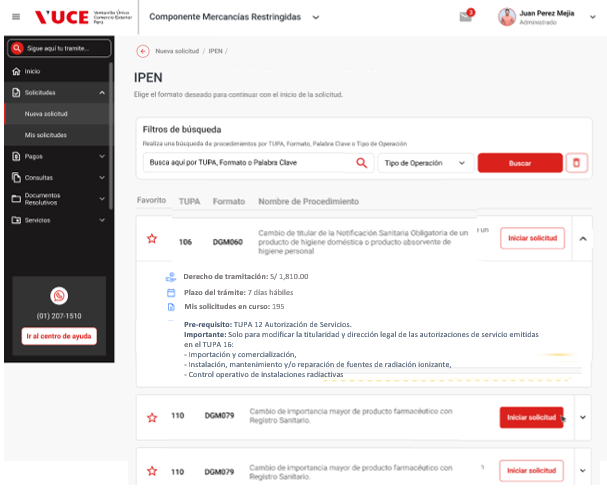 VUCE Ventanilla Única
Comercio Exterior
Perú
Componente Mercancías Restringidas
3
Juan Perez Mejia
Administrado
Sigue aquí tu tramite...
Inicio
Solicitudes
Nueva solicitud
Mis solicitudes
Pagos
Consultas
Documentos
Resolutivos
Servicios
(01) 207-1510
Ir al centro de ayuda
Nueva solicitud / IPEN /
IPEN
Elige el formato deseado para continuar con el inicio de la solicitud.
Filtros de búsqueda
Realiza una búsqueda de procedimientos por TUPA, Formato, Palabra Clave o Tipo de Operación
Busca aquí por TUPA, Formato o Palabra Clave
Tipo de Operación
Buscar
Favorito TUPA Formato Nombre de Procedimiento
106 DGM060 Cambio de titular de la Notificación Sanitaria Obligatoria de un
producto de higiene doméstica o producto absorvente de
higiene personal
un
Iniciar solicitud
Derecho de tramitación: S/ 1,810.00
Plazo del trámite: 7 días hábiles
Mis solicitudes en curso: 195
Pre-requisito: TUPA 12 Autorización de Servicios.
Importante: Solo para modificar la titularidad y dirección legal de las autorizaciones de servicio emitidas
en el TUPA 16:
- Importación y comercialización,
- Instalación, mantenimiento y/o reparación de fuentes de radiación ionizante,
- Control operativo de instalaciones radiactivas
110 DGM079 Cambio de importancia mayor de producto farmacéutico con
Registro Sanitario.
Iniciar solicitud
110 DGM079 Cambio de importancia mayor de producto farmacéutico con
Registro Sanitario.
Iniciar solicitud